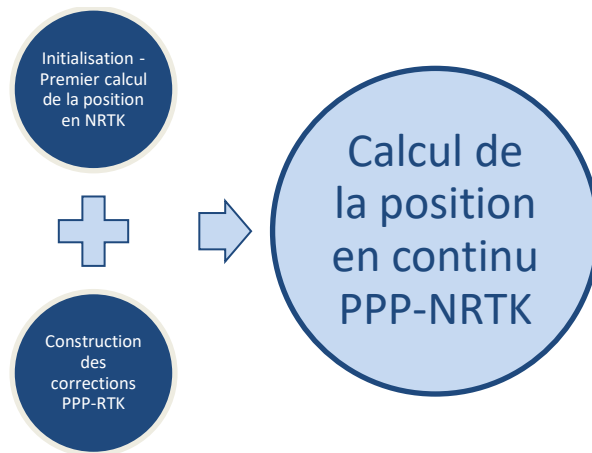 Initialisation -
Premier calcul
de la position
en NRTK
Construction
des
corrections
PPP-RTK
Calcul de
la position
en continu
PPP-NRTK